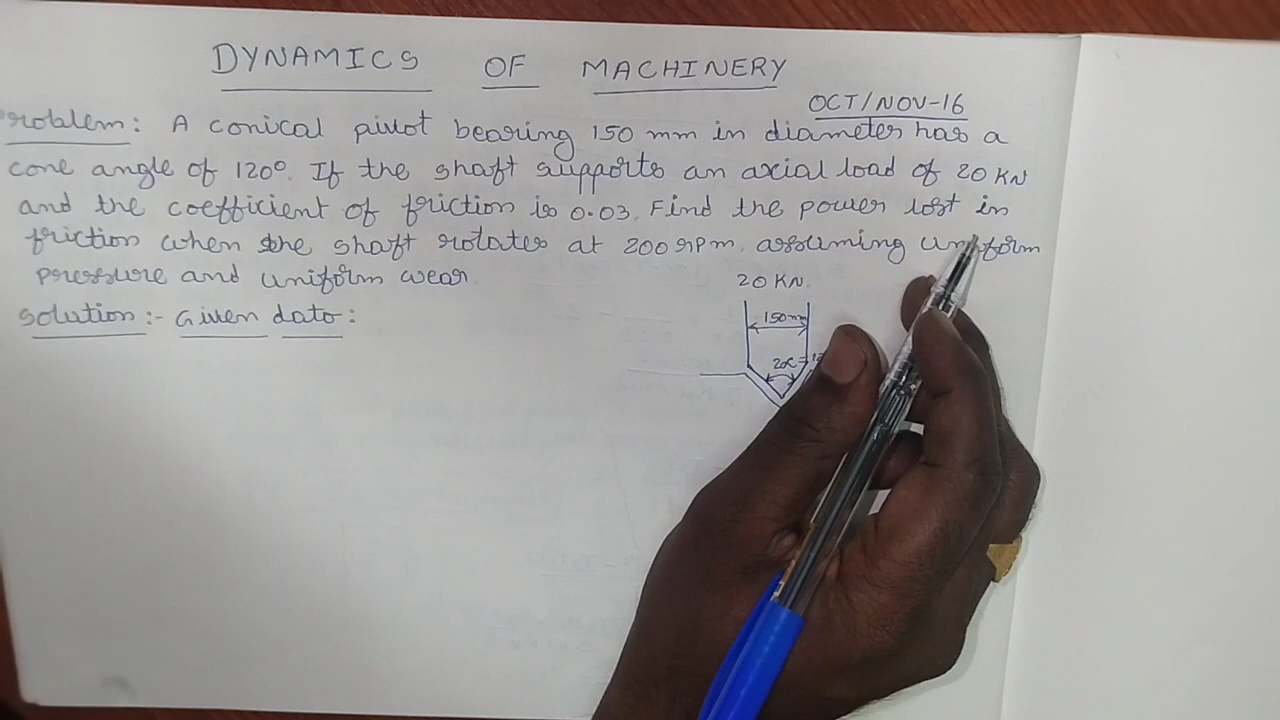 DYNAMICS OF MACHINERY
OCT/NOV-16
Problem: A conical pivot bearing 150 mm in diameter has a
cone angle of 120°. If the shaft supports an axial load of 20 KN
and the coefficient of friction is 0.03. Find the power lost in
friction when the shaft rotates at 200 rpm. assuming uniform
pressure and uniform wear.
Solution:- Given data:
20 KN.
150mm
2α =